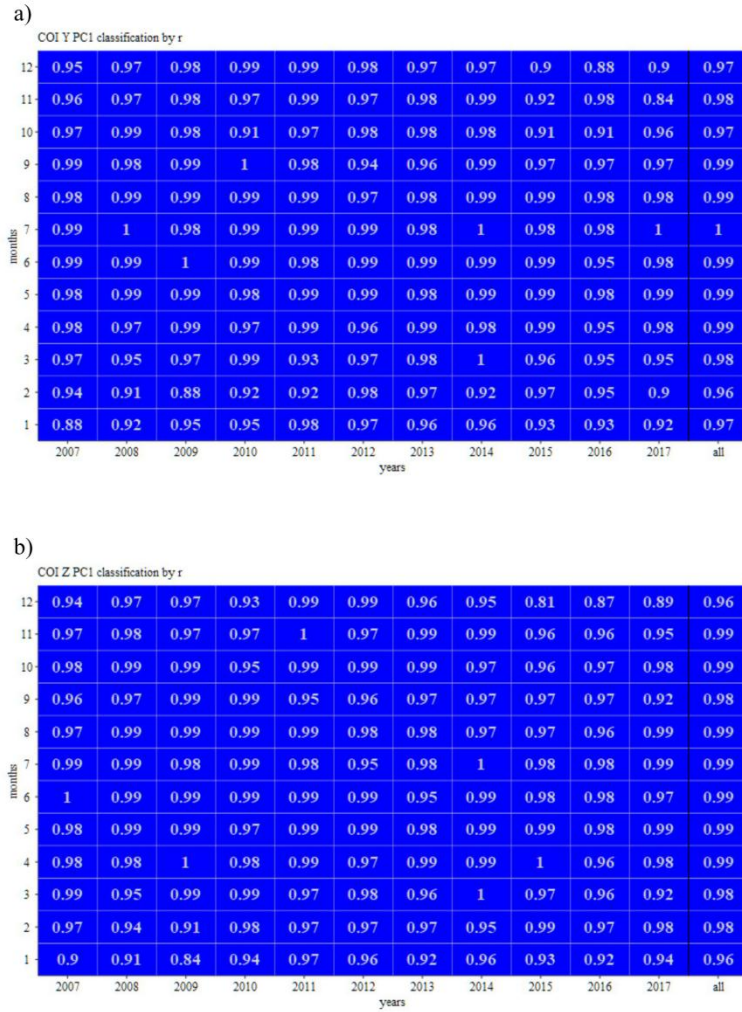 a)
COI Y PC1 classification by r
12 0.95 0.97 0.98 0.99 0.99 0.98 0.97 0.97 0.9 0.88 0.9 0.97
11 0.96 0.97 0.98 0.97 0.99 0.97 0.98 0.99 0.92 0.98 0.84 0.98
10 0.97 0.99 0.98 0.91 0.97 0.98 0.98 0.98 0.91 0.91 0.96 0.97
9 0.99 0.98 0.99 1 0.98 0.94 0.96 0.99 0.97 0.97 0.97 0.99
8 0.98 0.99 0.99 0.99 0.99 0.97 0.98 0.99 0.99 0.98 0.98 0.99
7 0.99 1 0.98 0.99 0.99 0.99 0.98 1 0.98 0.98 1 1
months
6 0.99 0.99 1 0.99 0.98 0.99 0.99 0.99 0.99 0.95 0.98 0.99
5 0.98 0.99 0.99 0.98 0.99 0.99 0.98 0.99 0.99 0.98 0.99 0.99
4 0.98 0.97 0.99 0.97 0.99 0.96 0.99 0.98 0.99 0.95 0.98 0.99
3 0.97 0.95 0.97 0.99 0.93 0.97 0.98 1 0.96 0.95 0.95 0.98
2 0.94 0.91 0.88 0.92 0.92 0.98 0.97 0.92 0.97 0.95 0.9 0.96
1 0.88 0.92 0.95 0.95 0.98 0.97 0.96 0.96 0.93 0.93 0.92 0.97
2007 2008 2009 2010 2011 2012 2013 2014 2015 2016 2017 all
years
b)
COI Z PC1 classification by r
12 0.94 0.97 0.97 0.93 0.99 0.99 0.96 0.95 0.81 0.87 0.89 0.96
11 0.97 0.98 0.97 0.97 1 0.97 0.99 0.99 0.96 0.96 0.95 0.99
10 0.98 0.99 0.99 0.95 0.99 0.99 0.99 0.97 0.96 0.97 0.98 0.99
9 0.96 0.97 0.99 0.99 0.95 0.96 0.97 0.97 0.97 0.97 0.92 0.98
8 0.97 0.99 0.99 0.99 0.99 0.98 0.98 0.97 0.97 0.96 0.99 0.99
7 0.99 0.99 0.98 0.99 0.98 0.95 0.98 1 0.98 0.98 0.99 0.99
months
6 1 0.99 0.99 0.99 0.99 0.99 0.95 0.99 0.98 0.98 0.97 0.99
5 0.98 0.99 0.99 0.97 0.99 0.99 0.98 0.99 0.99 0.98 0.99 0.99
4 0.98 0.98 1 0.98 0.99 0.97 0.99 0.99 1 0.96 0.98 0.99
3 0.99 0.95 0.99 0.99 0.97 0.98 0.96 1 0.97 0.96 0.92 0.98
2 0.97 0.94 0.91 0.98 0.97 0.97 0.97 0.95 0.99 0.97 0.98 0.98
1 0.9 0.91 0.84 0.94 0.97 0.96 0.92 0.96 0.93 0.92 0.94 0.96
2007 2008 2009 2010 2011 2012 2013 2014 2015 2016 2017 all
years